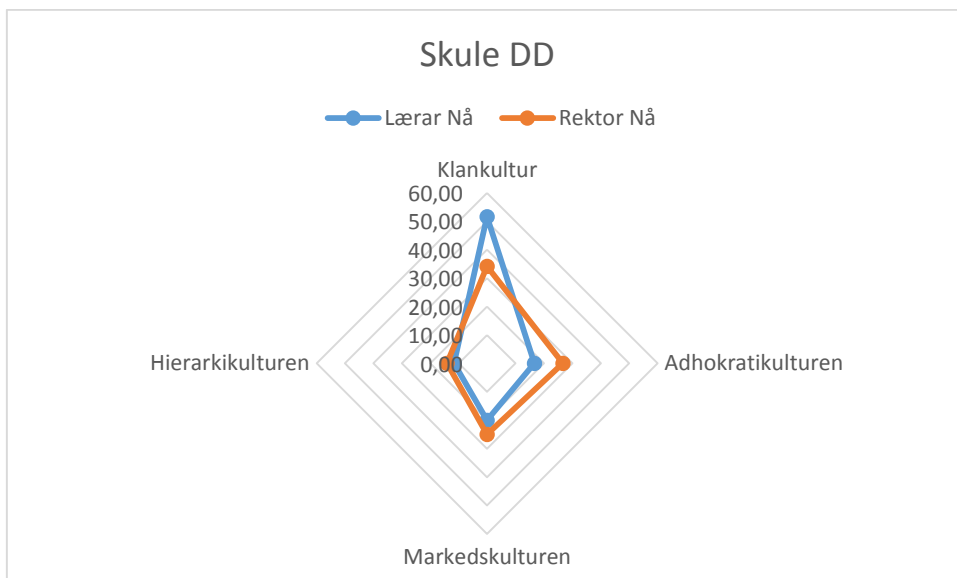 Skule DD
Lærar Nå Rektor Nå
Klankultur
60,00
50,00
40,00
30,00
20,00
10,00
0,00
Hierarkikulturen
Adhokratikulturen
Markedskulturen